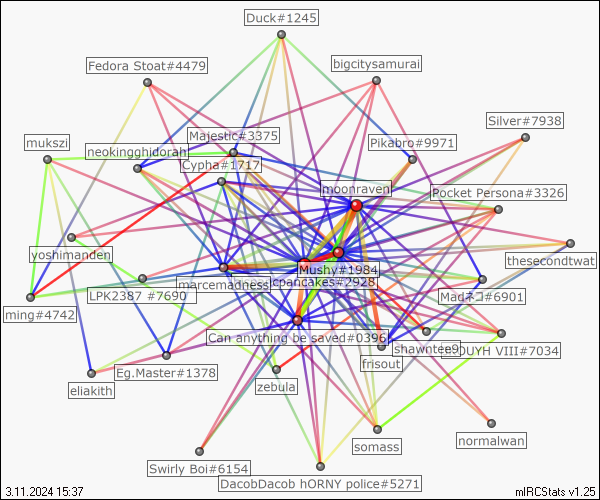 Duck#1245
bigcitysamurai
Fedora Stoat#4479
Silver#7938
Majestic#3375
Pikabro#9971
mukszi
neokingghidorah
Cypha#1717
moonraven
Pocket Persona#3326
yoshimanden
thesecondtwat
Mushy#1984
marcemadness
cpancakes#2928
LPK2387 #7690
Madネコ#6901
ming#4742
Can anything be saved#0396
shawntee9
OUYH VIII#7034
frisout
Eg.Master#1378
eliakith
zebula
normalwan
somass
Swirly Boi#6154
DacobDacob hORNY police#5271
3.11.2024 15:37
mIRCStats v1.25